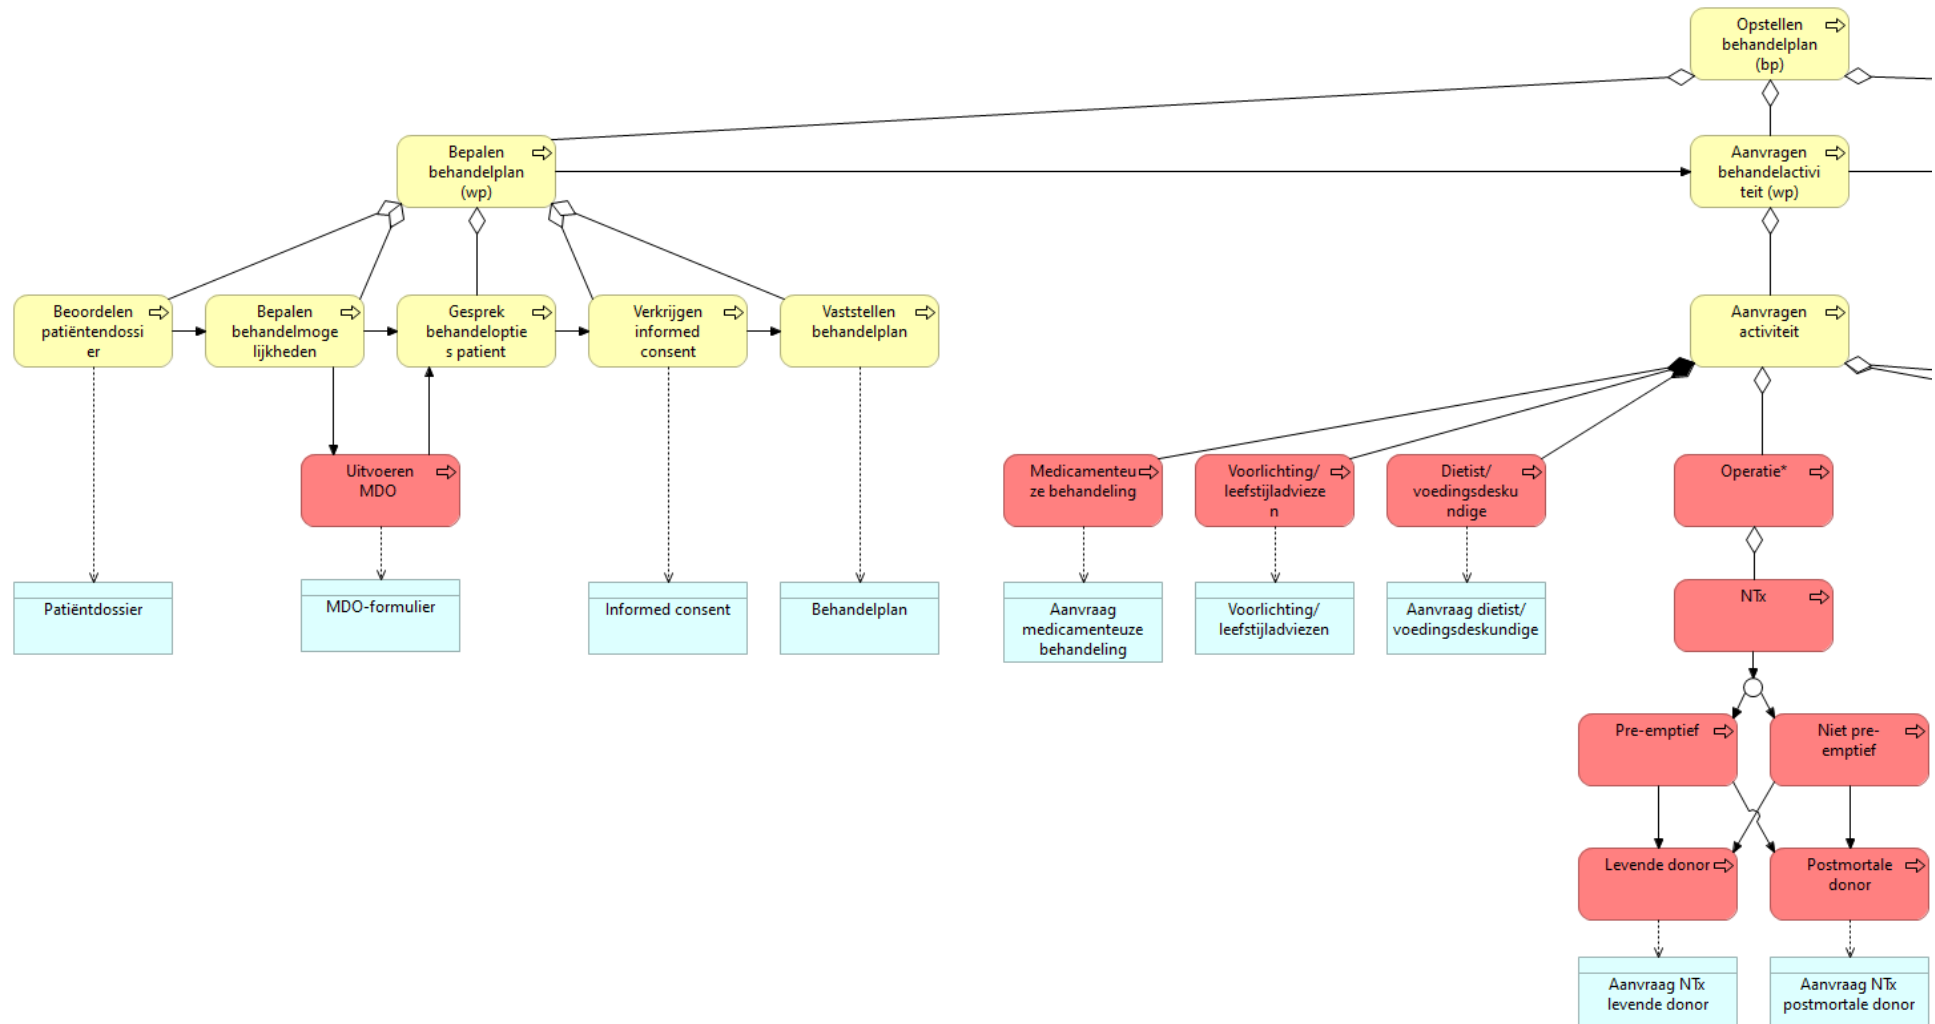 Opstellen
behandelplan
(bp)
Bepalen
behandelplan
(wp)
Aanvragen
behandelactivi
teit (wp)
Beoordelen
patiëntendossi
er
Bepalen
behandelmoge
lijkheden
Gesprek
behandeloptie
s patient
Verkrijgen
informed
consent
Vaststellen
behandelplan
Aanvragen
activiteit
Uitvoeren
MDO
Medicamenteu
ze behandeling
Voorlichting/
leefstijladvieze
n
Dietist/
voedingsdesku
ndige
Operatie*
Patiëntdossier
MDO-formulier
Informed consent
Behandelplan
Aanvraag
medicamenteuze
behandeling
Voorlichting/
leefstijladviezen
Aanvraag dietist/
voedingsdeskundige
NTx
Pre-emptief
Niet pre-
emptief
Levende donor
Postmortale
donor
Aanvraag NTx
levende donor
Aanvraag NTx
postmortale donor